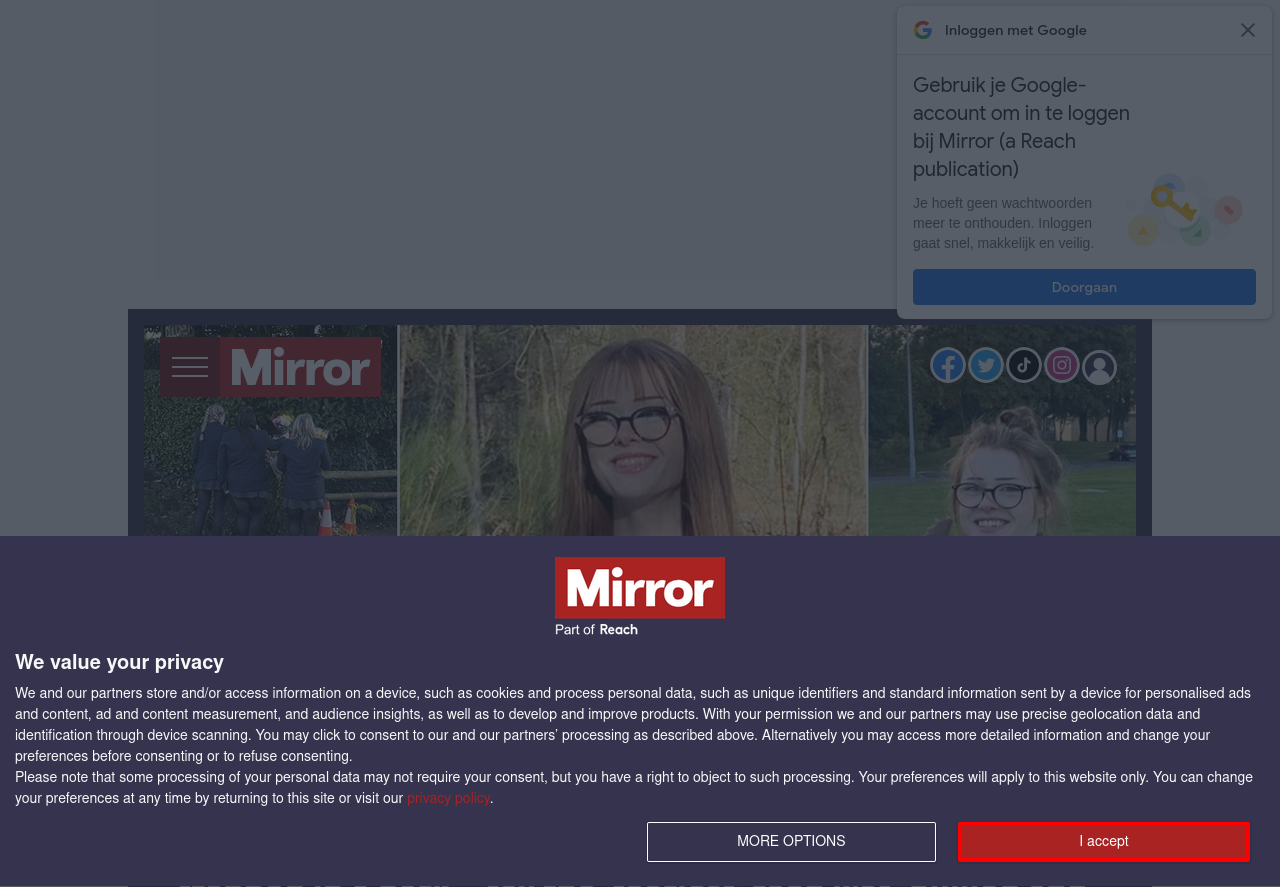 Inloggen met Google
Gebruik je Google-
account om in te loggen
bij Mirror (a Reach
publication)
Je hoeft geen wachtwoorden
meer te onthouden. Inloggen
gaat snel, makkelijk en veilig.
Doorgaan
Mirror
Mirror
Part of Reach
We value your privacy
We and our partners store and/or access information on a device, such as cookies and process personal data, such as unique identifiers and standard information sent by a device for personalised ads
and content, ad and content measurement, and audience insights, as well as to develop and improve products. With your permission we and our partners may use precise geolocation data and
identification through device scanning. You may click to consent to our and our partners’ processing as described above. Alternatively you may access more detailed information and change your
preferences before consenting or to refuse consenting.
Please note that some processing of your personal data may not require your consent, but you have a right to object to such processing. Your preferences will apply to this website only. You can change
your preferences at any time by returning to this site or visit our privacy policy.
MORE OPTIONS
I accept